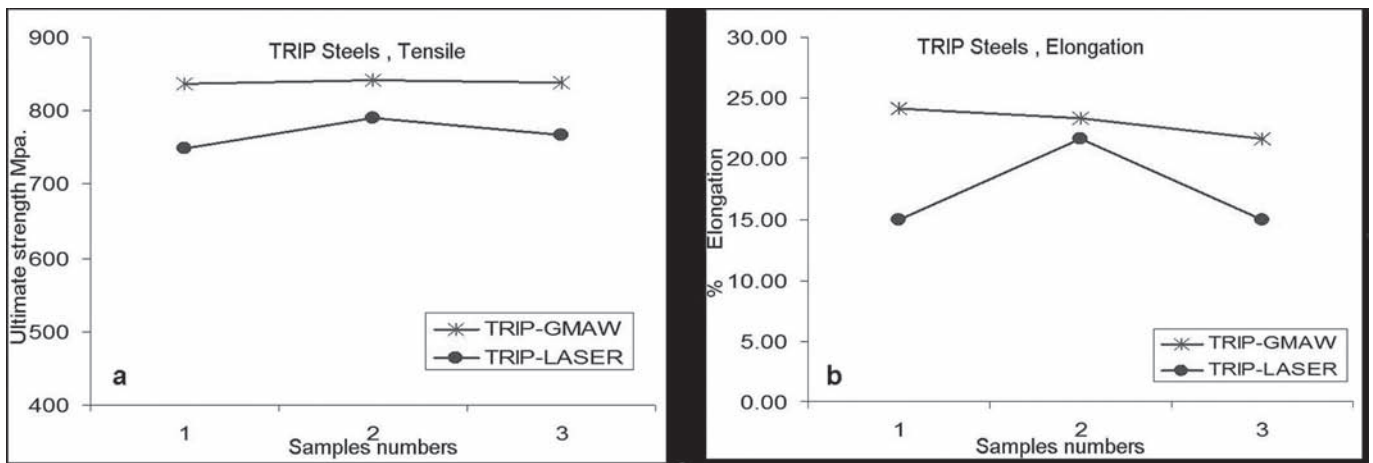 TRIP Steels , Tensile
Ultimate strength Mpa.
900
800
700
600
500
400
TRIP-GMAW
TRIP-LASER
a
1 2 3
Samples numbers
TRIP Steels , Elongation
% Elongation
30.00
25.00
20.00
15.00
10.00
5.00
0.00
TRIP-GMAW
TRIP-LASER
b
1 2 3
Samples numbers